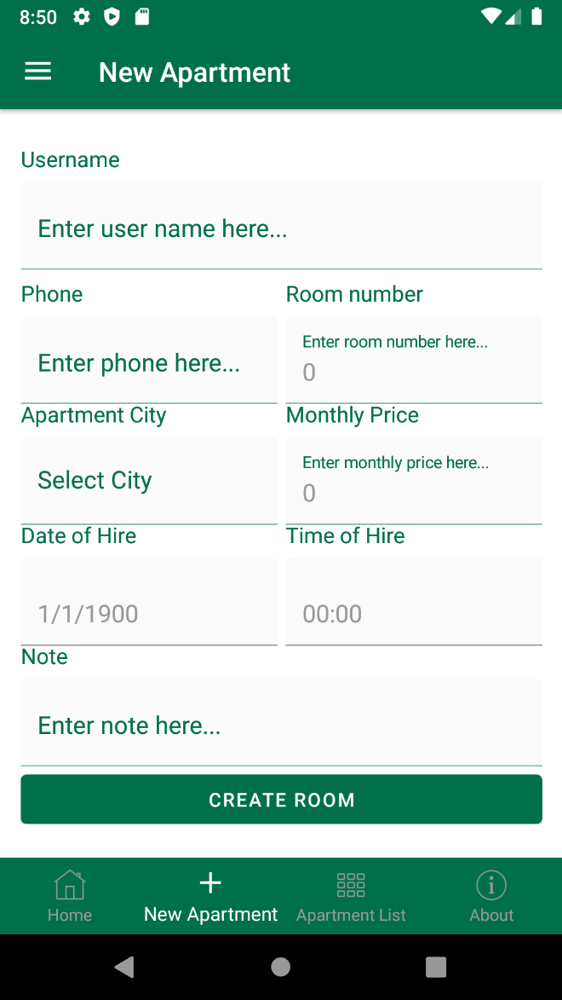 8:50
New Apartment
Username
Enter user name here...
Phone
Room number
Enter phone here...
Enter room number here...
0
Apartment City
Monthly Price
Select City
Enter monthly price here...
0
Date of Hire
Time of Hire
1/1/1900
00:00
Note
Enter note here...
CREATE ROOM
Home
New Apartment
Apartment List
About